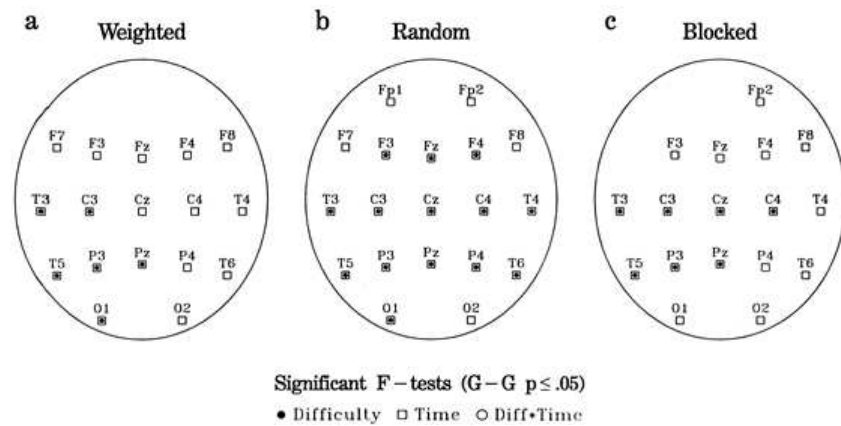 a Weighted b Random c Blocked
Fp1 Fp2 Fp2
F7 F3 Fz F4 F8 F7 F3 Fz F4 F8 F3 Fz F4 F8
T3 C3 Cz C4 T4 T3 C3 Cz C4 T4 T3 C3 Cz C4 T4
T5 P3 Pz P4 T6 T5 P3 Pz P4 T6 T5 P3 Pz P4 T6
O1 O2 O1 O2 O1 O2
Significant F-tests (G-G p ≤ .05)
● Difficulty □ Time ○ Diff*Time